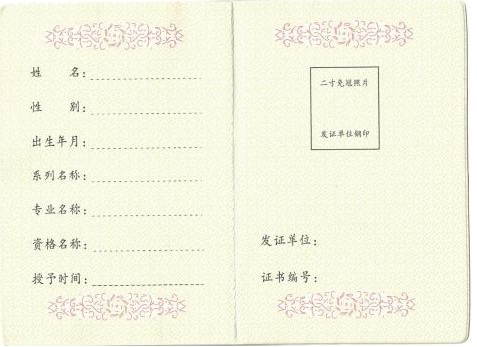 姓　　名：
性　　别：
出生年月：
系列名称：
专业名称：
资格名称：
授予时间：
二寸免冠照片
发证单位钢印
发证单位：
证书编号：